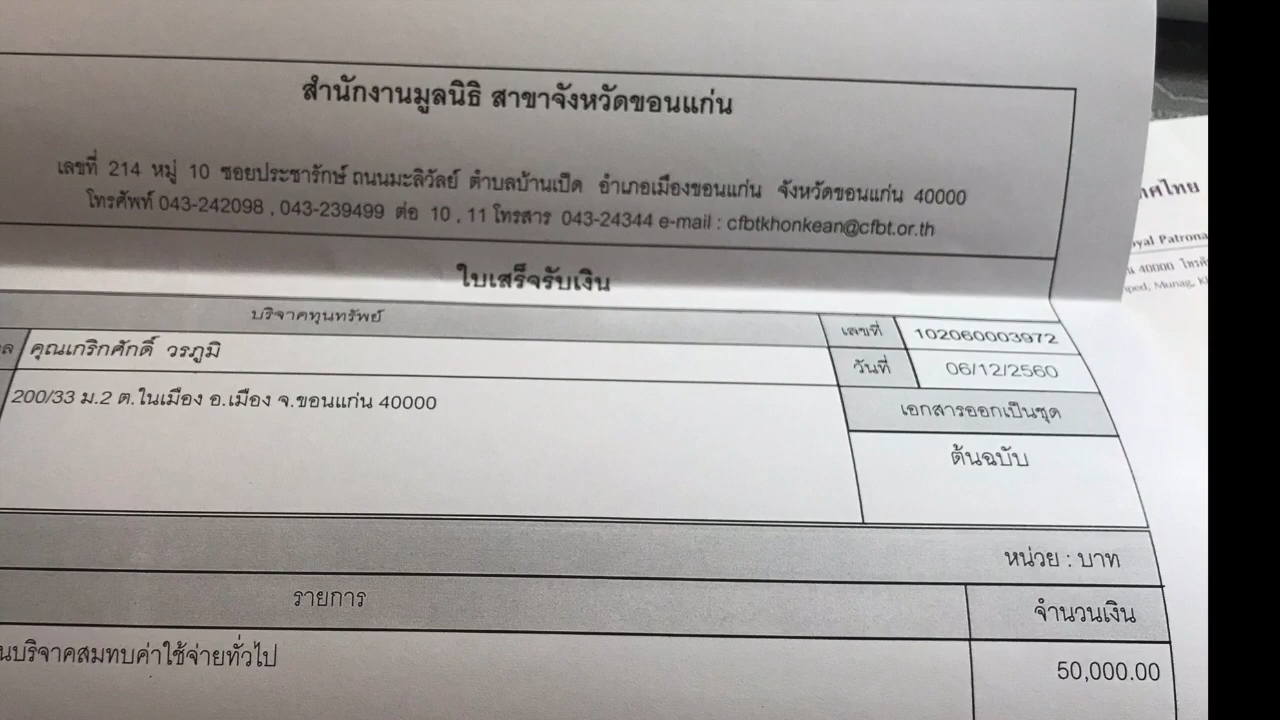 สำนักงานมูลนิธิ สาขาจังหวัดขอนแก่น
เลขที่ 214 หมู่ 10 ซอยประชารักษ์ ถนนมะลิวัลย์ ตำบลบ้านเป็ด อำเภอเมืองขอนแก่น จังหวัดขอนแก่น 40000
โทรศัพท์ 043-242098 , 043-239499 ต่อ 10 , 11 โทรสาร 043-24344 e-mail : cfbtkhonkean@cfbt.or.th
ใบเสร็จรับเงิน
บริจาคทุนทรัพย์
เลขที่ 102060003972
คุณเกริกศักดิ์ วรภูมิ
วันที่ 06/12/2560
200/33 ม.2 ต.ในเมือง อ.เมือง จ.ขอนแก่น 40000
เอกสารออกเป็นชุด
ต้นฉบับ
หน่วย : บาท
รายการ
จำนวนเงิน
นบริจาคสมทบค่าใช้จ่ายทั่วไป
50,000.00
ศไทย
oyal Patrona
40000